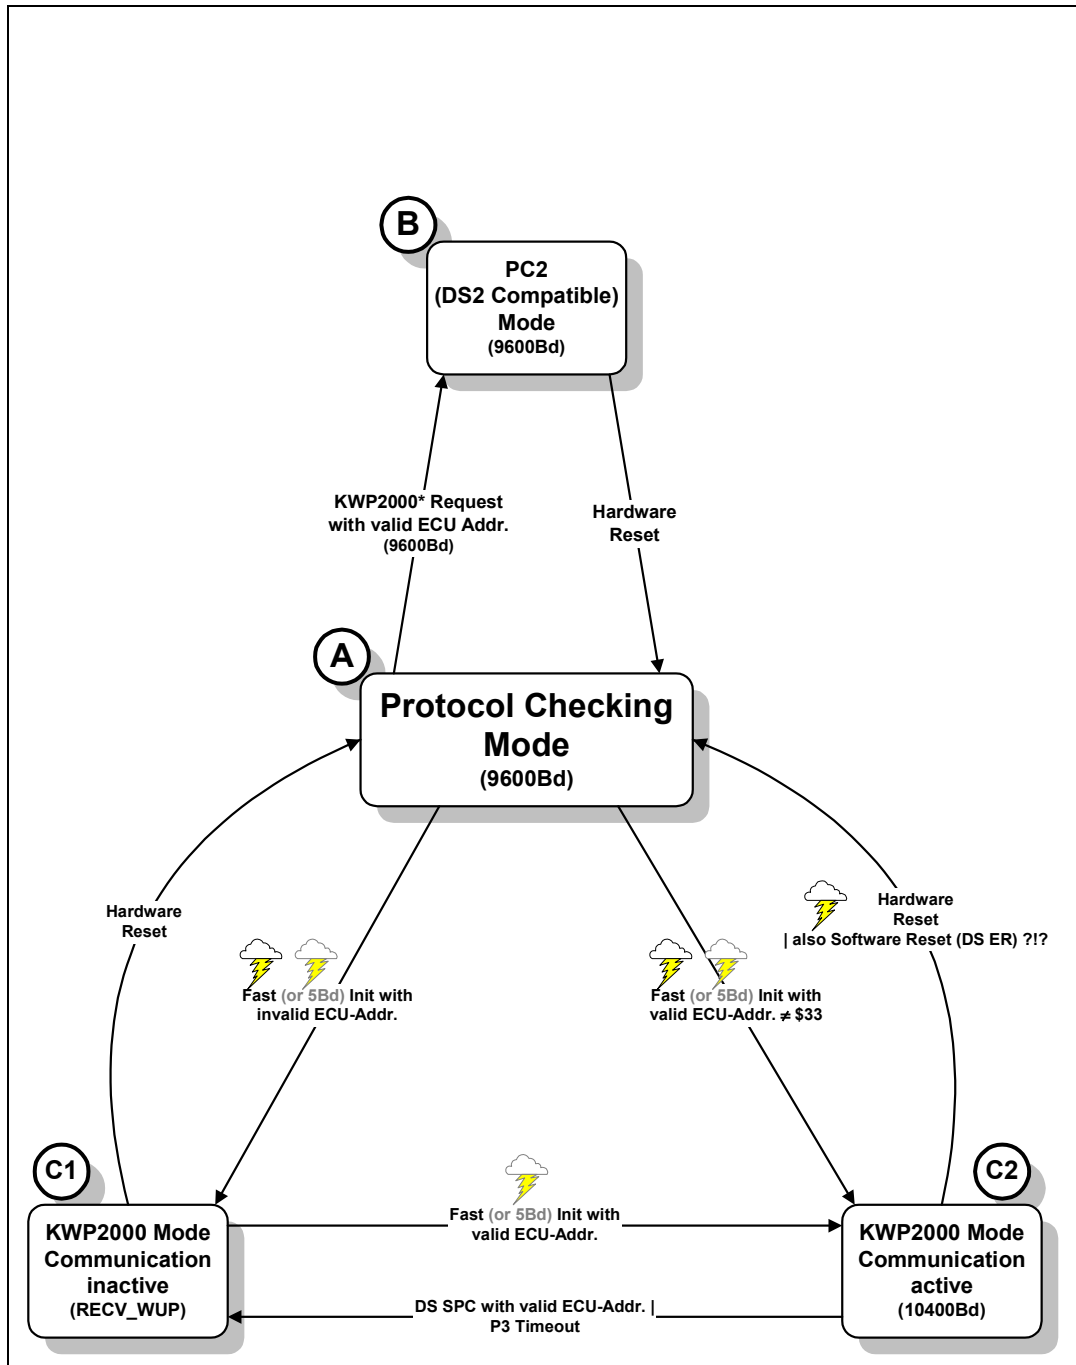 B
PC2
(DS2 Compatible)
Mode
(9600Bd)
KWP2000* Request
with valid ECU Addr.
(9600Bd)
Hardware
Reset
A
Protocol Checking
Mode
(9600Bd)
Hardware
Reset
Hardware
Reset
| also Software Reset (DS ER) ?!?
Fast (or 5Bd) Init with
invalid ECU-Addr.
Fast (or 5Bd) Init with
valid ECU-Addr. ≠ $33
C1
C2
Fast (or 5Bd) Init with
valid ECU-Addr.
KWP2000 Mode
Communication
inactive
(RECV_WUP)
KWP2000 Mode
Communication
active
(10400Bd)
DS SPC with valid ECU-Addr. |
P3 Timeout